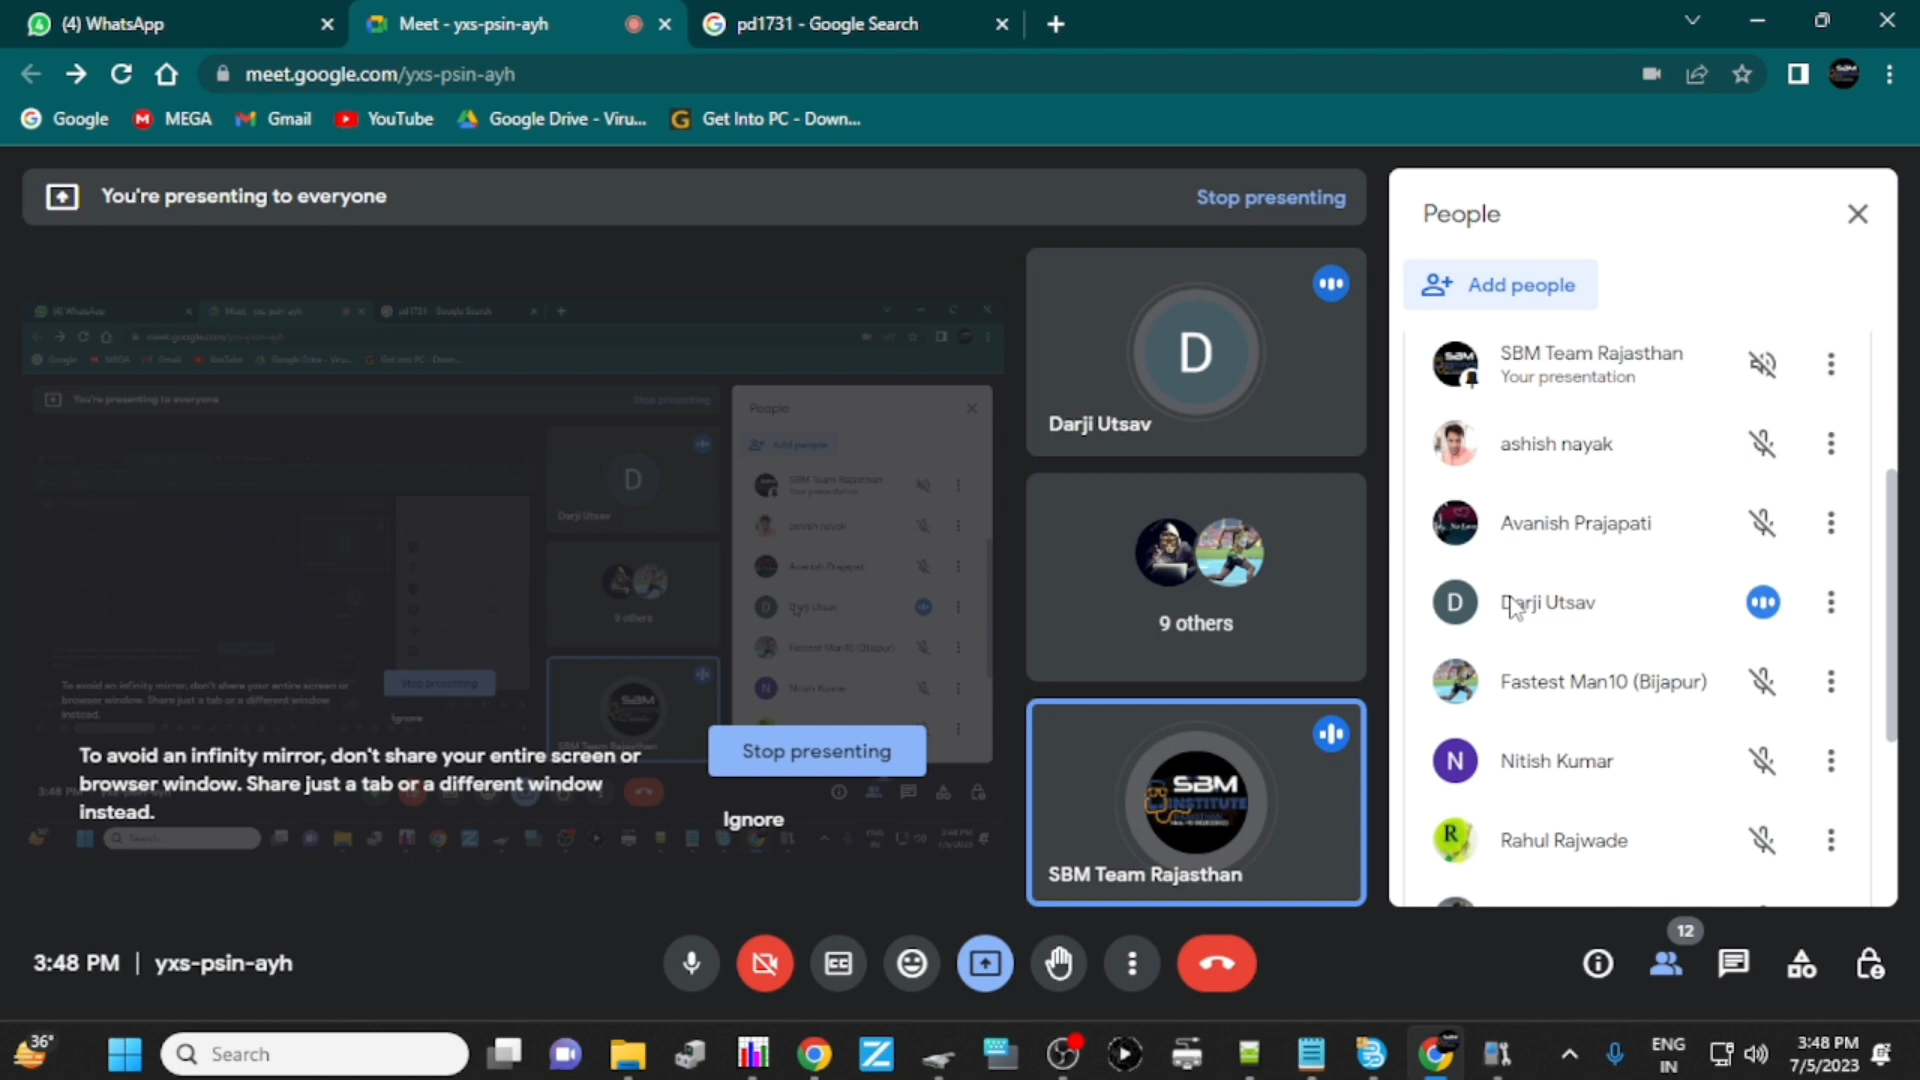 (4) WhatsApp
Meet - yxs-psin-ayh
pd1731 - Google Search
meet.google.com/yxs-psin-ayh
Google
MEGA
Gmail
YouTube
Google Drive - Viru...
Get Into PC - Down...
You're presenting to everyone
Stop presenting
D
Darji Utsav
9 others
SBM
INSTITUTE
SBM Team Rajasthan
To avoid an infinity mirror, don't share your entire screen or
browser window. Share just a tab or a different window
instead.
Stop presenting
Ignore
People
Add people
SBM Team Rajasthan
Your presentation
ashish nayak
Avanish Prajapati
D
Darji Utsav
Fastest Man10 (Bijapur)
N
Nitish Kumar
R
Rahul Rajwade
3:48 PM | yxs-psin-ayh
12
36°
Search
ENG
IN
3:48 PM
7/5/2023